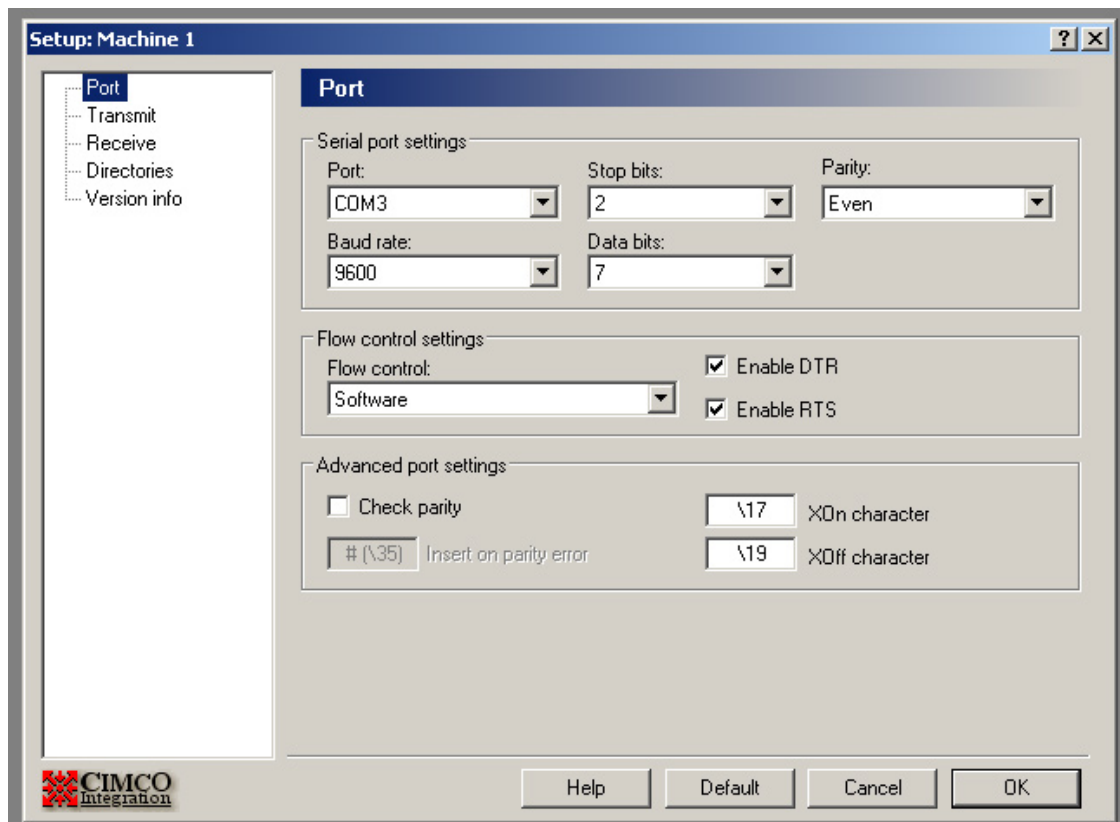 Setup: Machine 1
Port
Transmit
Receive
Directories
Version info
Port
Serial port settings
Port:
Stop bits:
Parity:
COM3
2
Even
Baud rate:
Data bits:
9600
7
Flow control settings
Flow control:
Software
Enable DTR
Enable RTS
Advanced port settings
Check parity
\17
XOn character
# (\35)
Insert on parity error
\19
XOff character
CIMCO
Integration
Help
Default
Cancel
OK